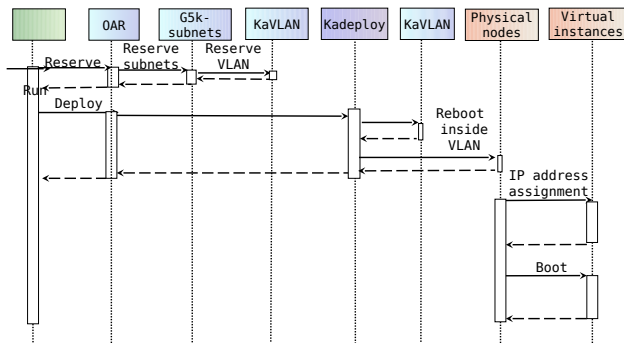 OAR
G5k-
subnets
KaVLAN
Kadeploy
KaVLAN
Physical
nodes
Virtual
instances
Reserve
Reserve
subnets
Reserve
VLAN
Run
Deploy
Reboot
inside
VLAN
IP address
assignment
Boot